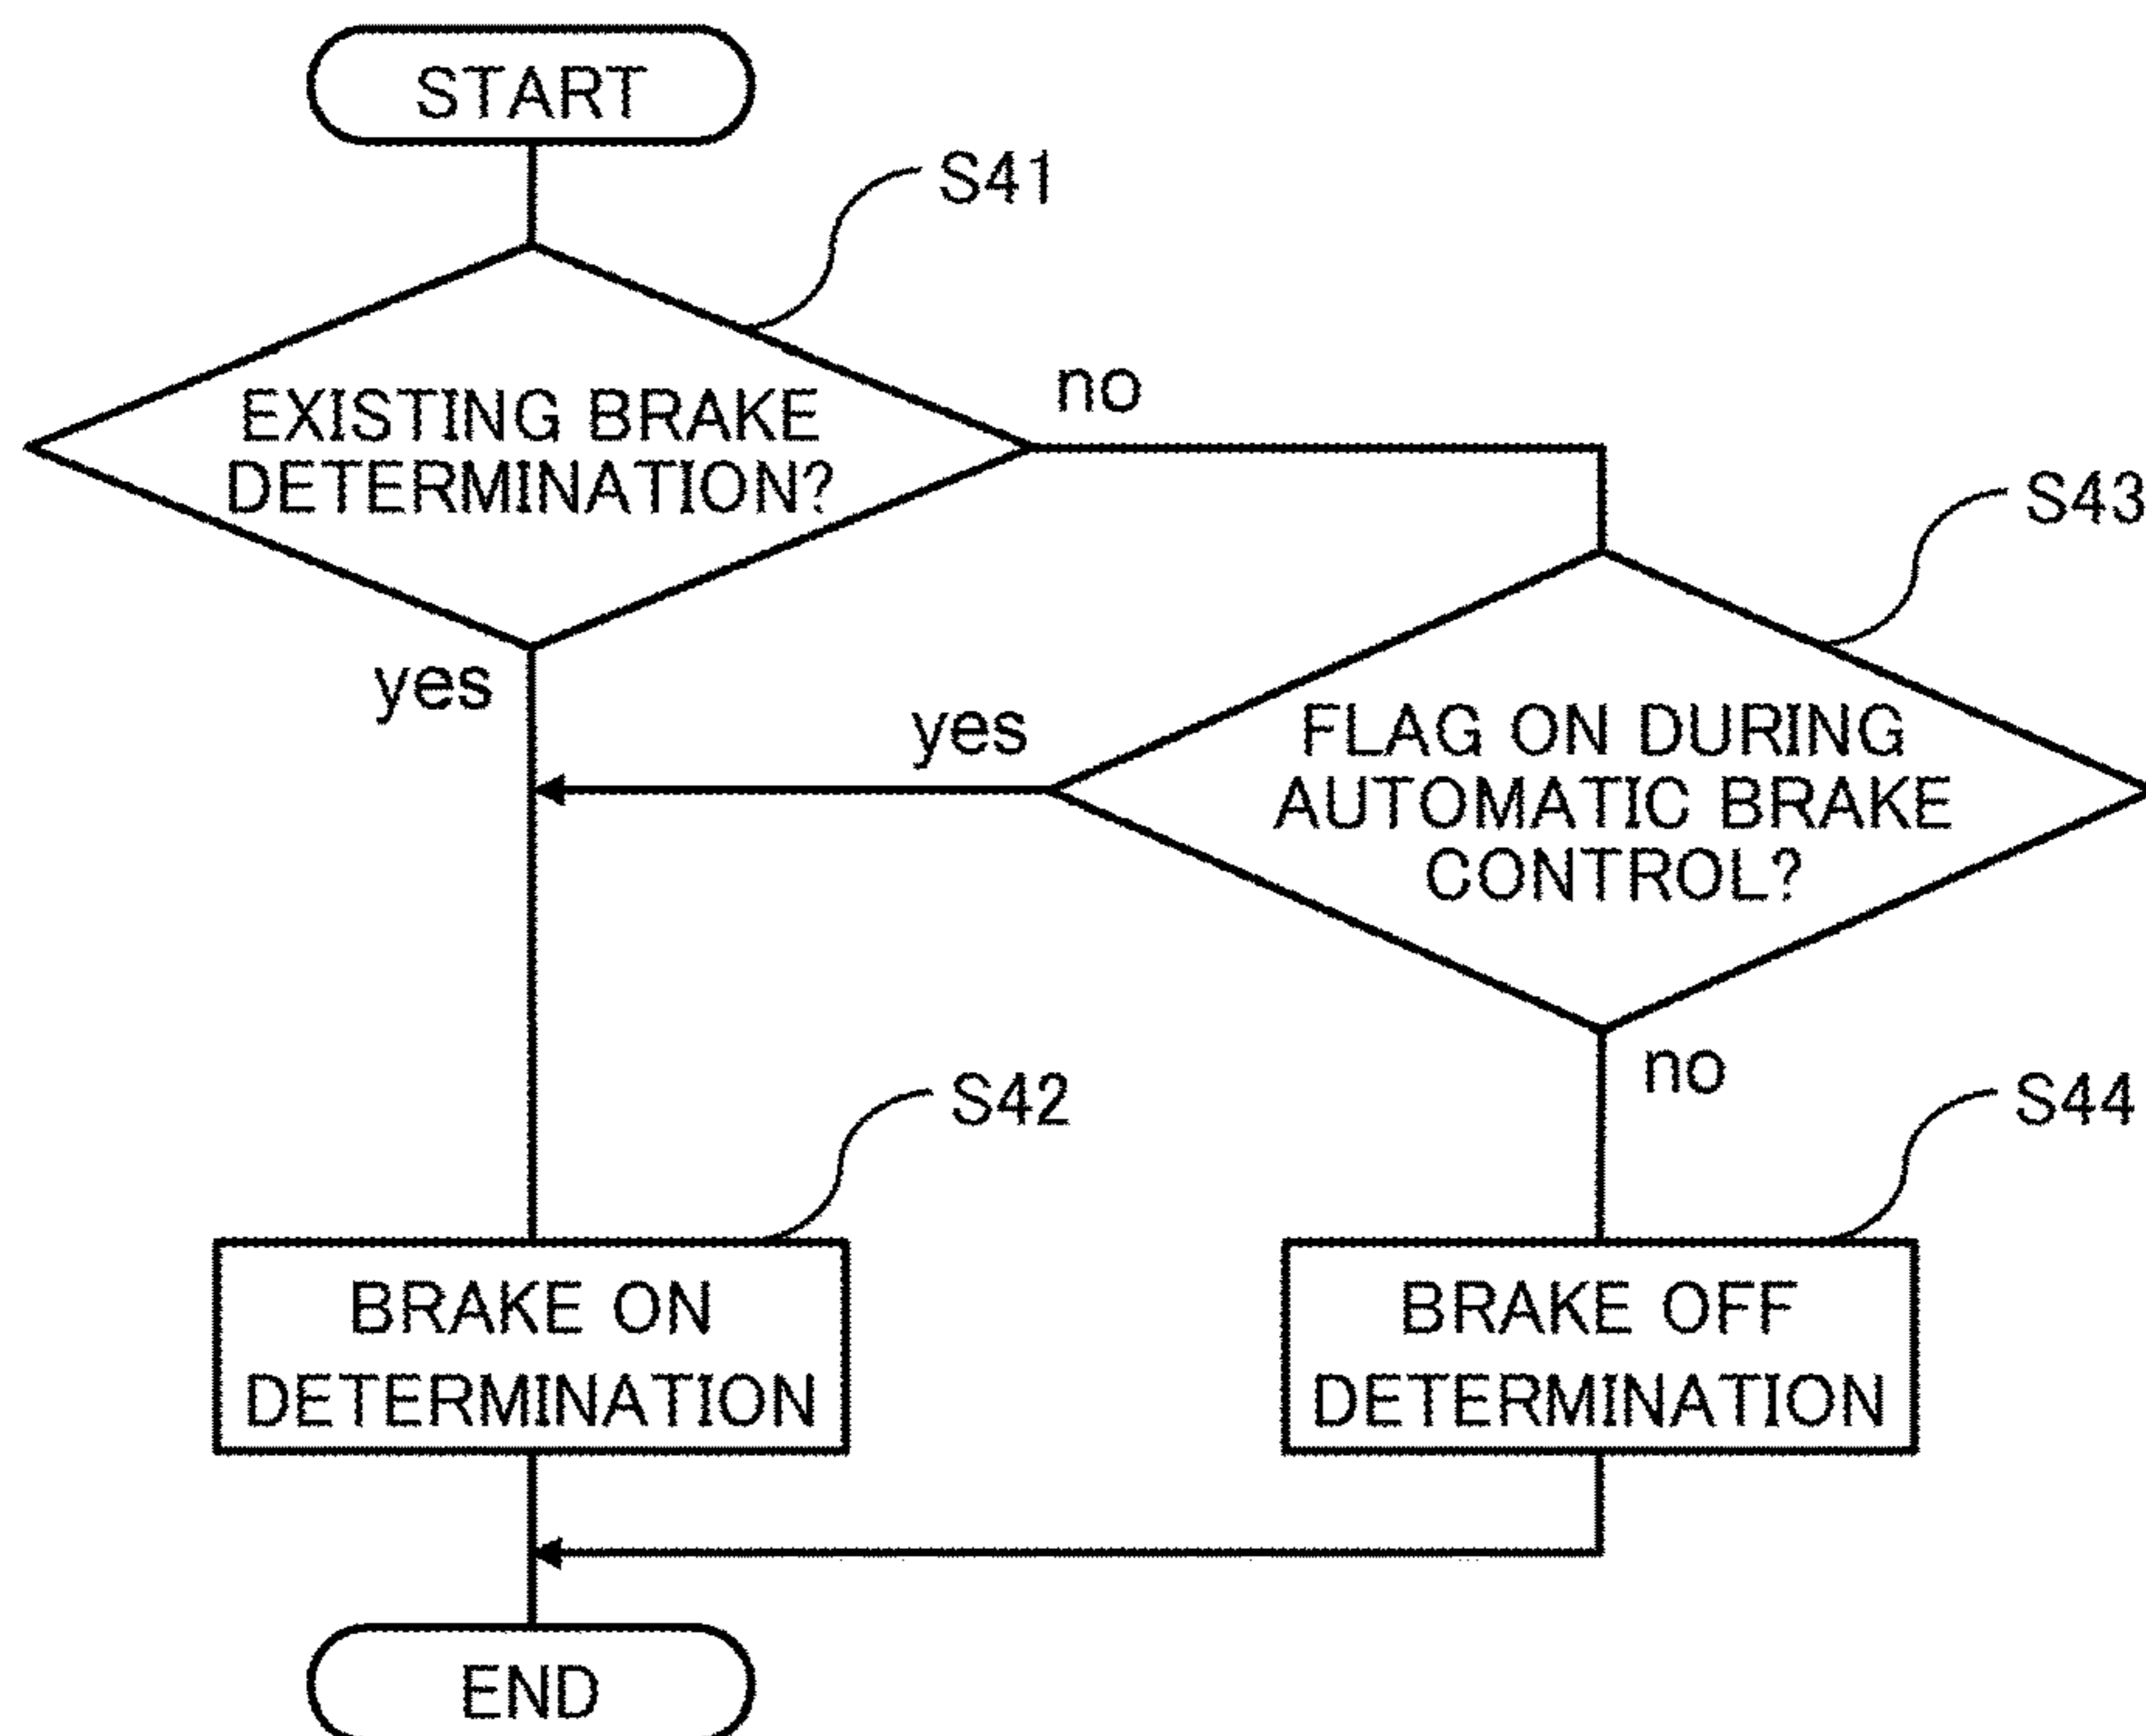 START
S41
EXISTING BRAKE
DETERMINATION?
no
yes
S43
FLAG ON DURING
AUTOMATIC BRAKE
CONTROL?
yes
no
S42
BRAKE ON
DETERMINATION
S44
BRAKE OFF
DETERMINATION
END